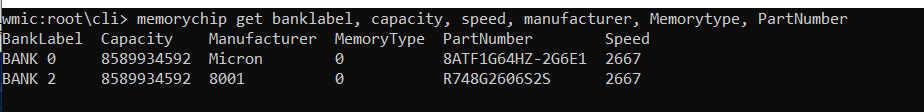 wmic:root\cli> memorychip get banklabel, capacity, speed, manufacturer, Memorytype, PartNumber
BankLabel  Capacity    Manufacturer  MemoryType  PartNumber        Speed
BANK 0     8589934592  Micron        0           8ATF1G64HZ-2G6E1  2667
BANK 2     8589934592  8001          0           R748G2606S2S      2667